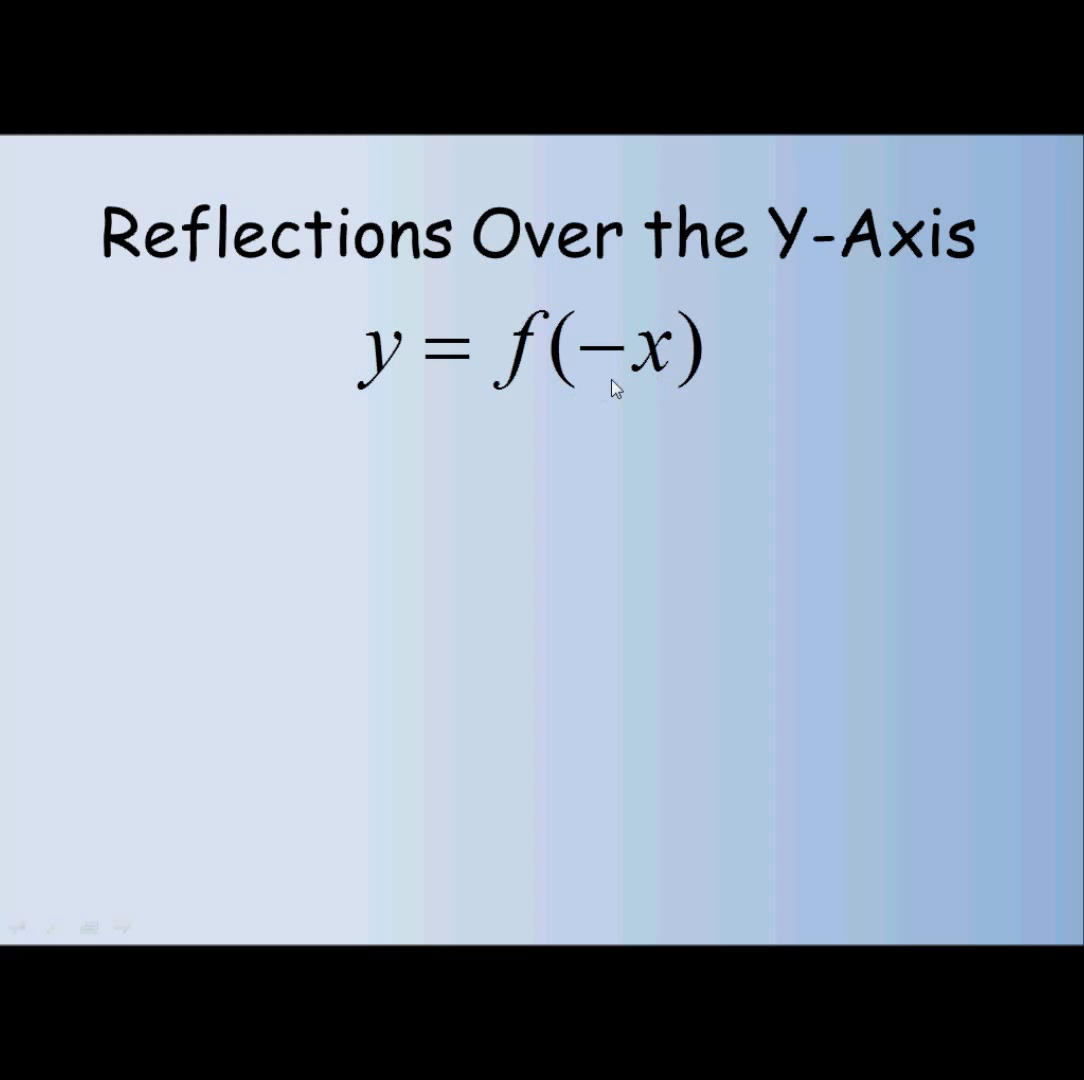 Reflections Over the Y-Axis
y = f(−x)